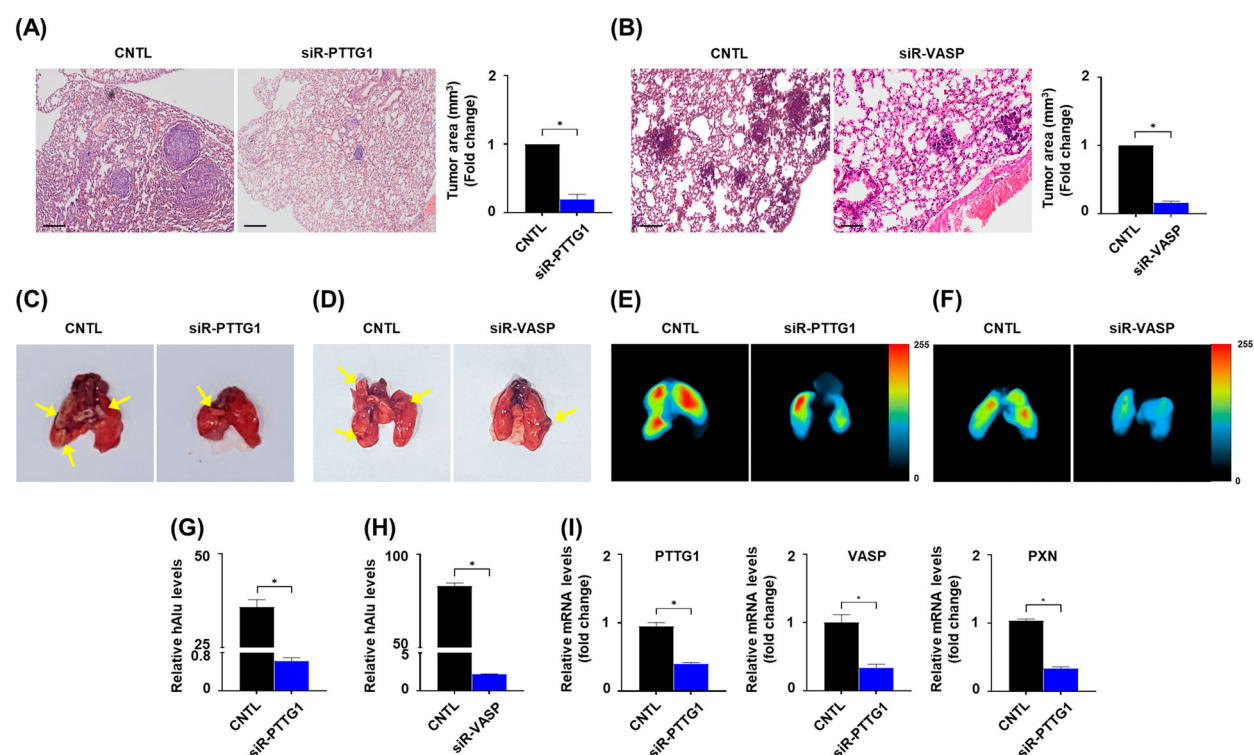 (A)
CNTL
siR-PTTG1
Tumor area (mm³)
(Fold change)
2
1
0
*
CNTL
siR-PTTG1
(B)
CNTL
siR-VASP
Tumor area (mm³)
(Fold change)
2
1
0
*
CNTL
siR-VASP
(C)
CNTL
siR-PTTG1
(D)
CNTL
siR-VASP
(E)
CNTL
siR-PTTG1
255
0
(F)
CNTL
siR-VASP
255
0
(G)
Relative hAlu levels
50
25
0.8
0
*
CNTL
siR-PTTG1
(H)
Relative hAlu levels
100
50
5
0
*
CNTL
siR-VASP
(I)
PTTG1
Relative mRNA levels
(fold change)
2
1
0
*
CNTL
siR-PTTG1
VASP
Relative mRNA levels
(fold change)
2
1
0
*
CNTL
siR-PTTG1
PXN
Relative mRNA levels
(fold change)
2
1
0
*
CNTL
siR-PTTG1